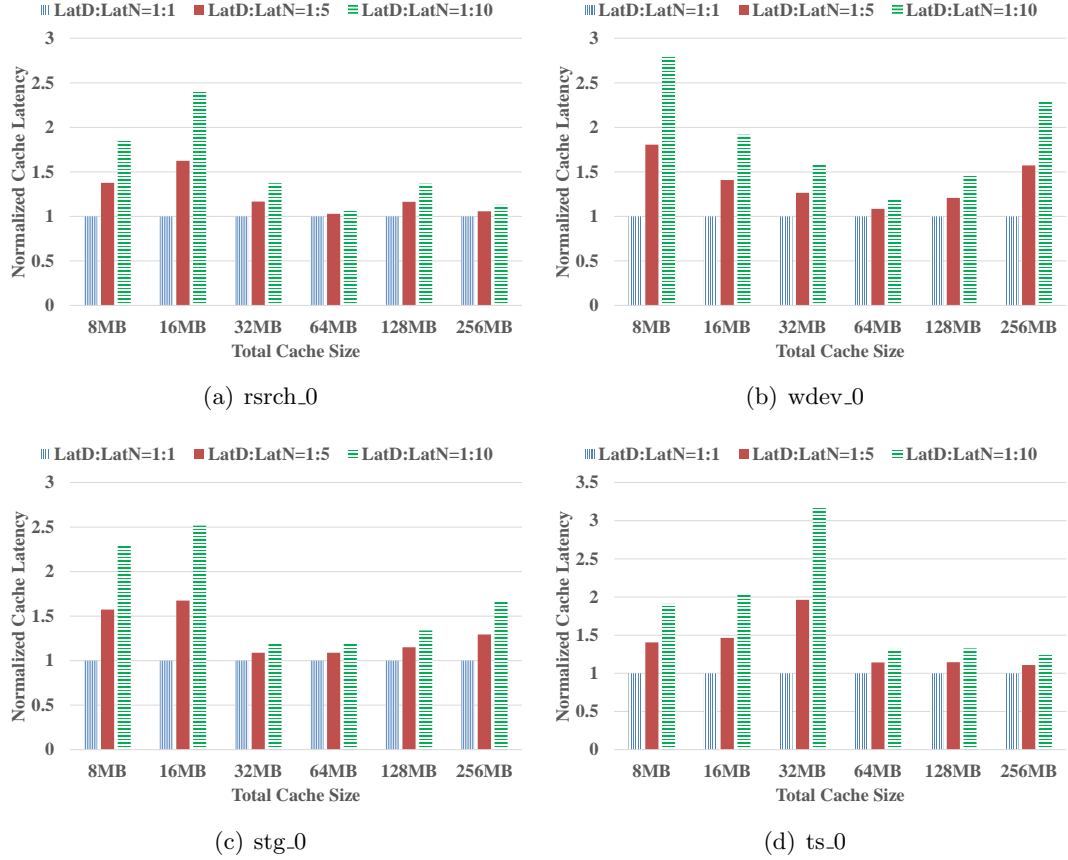 LatD:LatN=1:1 LatD:LatN=1:5 LatD:LatN=1:10
Normalized Cache Latency
3
2.5
2
1.5
1
0.5
0
8MB 16MB 32MB 64MB 128MB 256MB
Total Cache Size
(a) rsrch_0
LatD:LatN=1:1 LatD:LatN=1:5 LatD:LatN=1:10
Normalized Cache Latency
3
2.5
2
1.5
1
0.5
0
8MB 16MB 32MB 64MB 128MB 256MB
Total Cache Size
(b) wdev_0
LatD:LatN=1:1 LatD:LatN=1:5 LatD:LatN=1:10
Normalized Cache Latency
3
2.5
2
1.5
1
0.5
0
8MB 16MB 32MB 64MB 128MB 256MB
Total Cache Size
(c) stg_0
LatD:LatN=1:1 LatD:LatN=1:5 LatD:LatN=1:10
Normalized Cache Latency
3.5
3
2.5
2
1.5
1
0.5
0
8MB 16MB 32MB 64MB 128MB 256MB
Total Cache Size
(d) ts_0